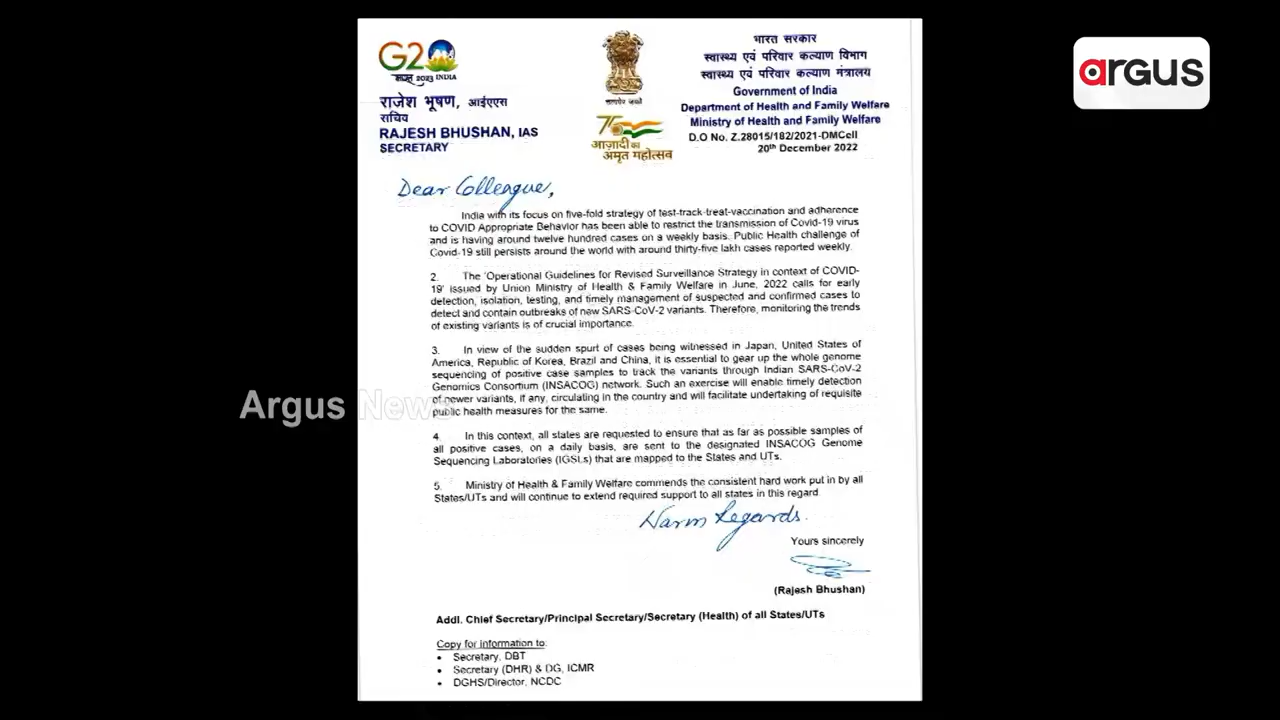 G20
भारत 2023 INDIA
राजेश भूषण, आईएएस
सचिव
RAJESH BHUSHAN, IAS
SECRETARY
सत्यमेव जयते
75
आज़ादी का
अमृत महोत्सव
भारत सरकार
स्वास्थ्य एवं परिवार कल्याण विभाग
स्वास्थ्य एवं परिवार कल्याण मंत्रालय
Government of India
Department of Health and Family Welfare
Ministry of Health and Family Welfare
D.O No. Z.28015/182/2021-DMCell
20th December 2022
argus
Dear Colleague,
India with its focus on five-fold strategy of test-track-treat-vaccination and adherence
to COVID Appropriate Behavior has been able to restrict the transmission of Covid-19 virus
and is having around twelve hundred cases on a weekly basis. Public Health challenge of
Covid-19 still persists around the world with around thirty-five lakh cases reported weekly.
2. The 'Operational Guidelines for Revised Surveillance Strategy in context of COVID-
19' issued by Union Ministry of Health & Family Welfare in June, 2022 calls for early
detection, isolation, testing, and timely management of suspected and confirmed cases to
detect and contain outbreaks of new SARS-CoV-2 variants. Therefore, monitoring the trends
of existing variants is of crucial importance.
3. In view of the sudden spurt of cases being witnessed in Japan, United States of
America, Republic of Korea, Brazil and China, it is essential to gear up the whole genome
sequencing of positive case samples to track the variants through Indian SARS-CoV-2
Genomics Consortium (INSACOG) network. Such an exercise will enable timely detection
of newer variants, if any, circulating in the country and will facilitate undertaking of requisite
public health measures for the same.
Argus News
4. In this context, all states are requested to ensure that as far as possible samples of
all positive cases, on a daily basis, are sent to the designated INSACOG Genome
Sequencing Laboratories (IGSLs) that are mapped to the States and UTs.
5. Ministry of Health & Family Welfare commends the consistent hard work put in by all
States/UTs and will continue to extend required support to all states in this regard.
Warm Regards.
Yours sincerely
(Rajesh Bhushan)
Addl. Chief Secretary/Principal Secretary/Secretary (Health) of all States/UTs
Copy for information to:
• Secretary, DBT
• Secretary (DHR) & DG, ICMR
• DGHS/Director, NCDC